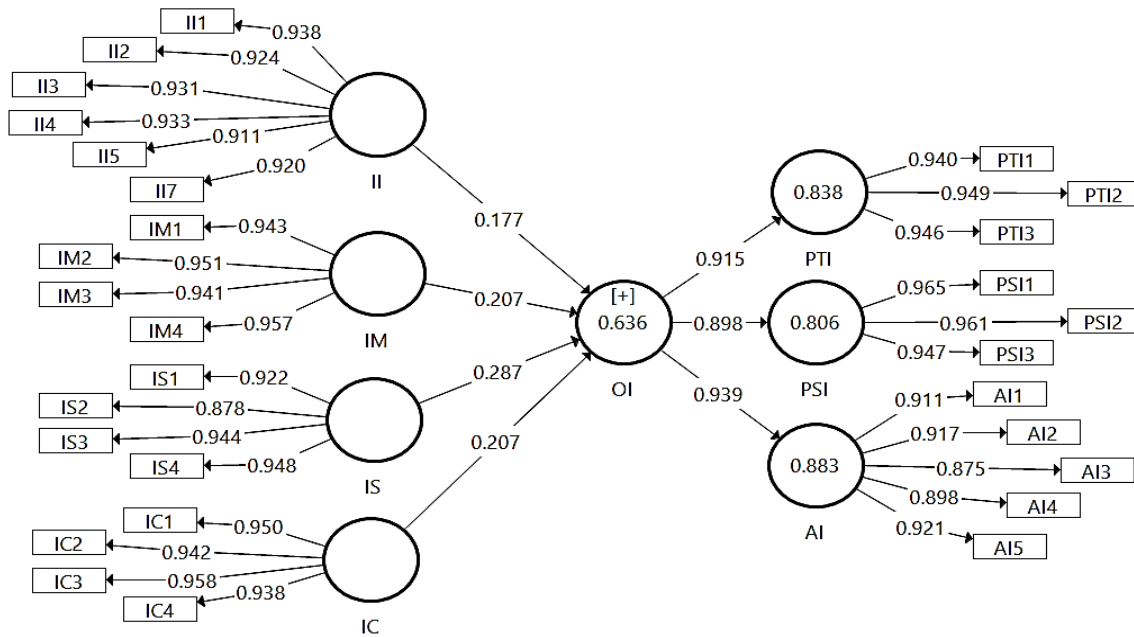 II1
0.938
II2
0.924
II3
0.931
II4
0.933
II5
0.911
II7
0.920
II
0.177
IM1
0.943
IM2
0.951
IM3
0.941
IM4
0.957
IM
0.207
IS1
0.922
IS2
0.878
IS3
0.944
IS4
0.948
IS
0.287
IC1
0.950
IC2
0.942
IC3
0.958
IC4
0.938
IC
0.207
[+]
0.636
OI
0.915
0.898
0.939
0.838
PTI
0.940
PTI1
0.949
PTI2
0.946
PTI3
0.806
PSI
0.965
PSI1
0.961
PSI2
0.947
PSI3
0.883
AI
0.911
AI1
0.917
AI2
0.875
AI3
0.898
AI4
0.921
AI5